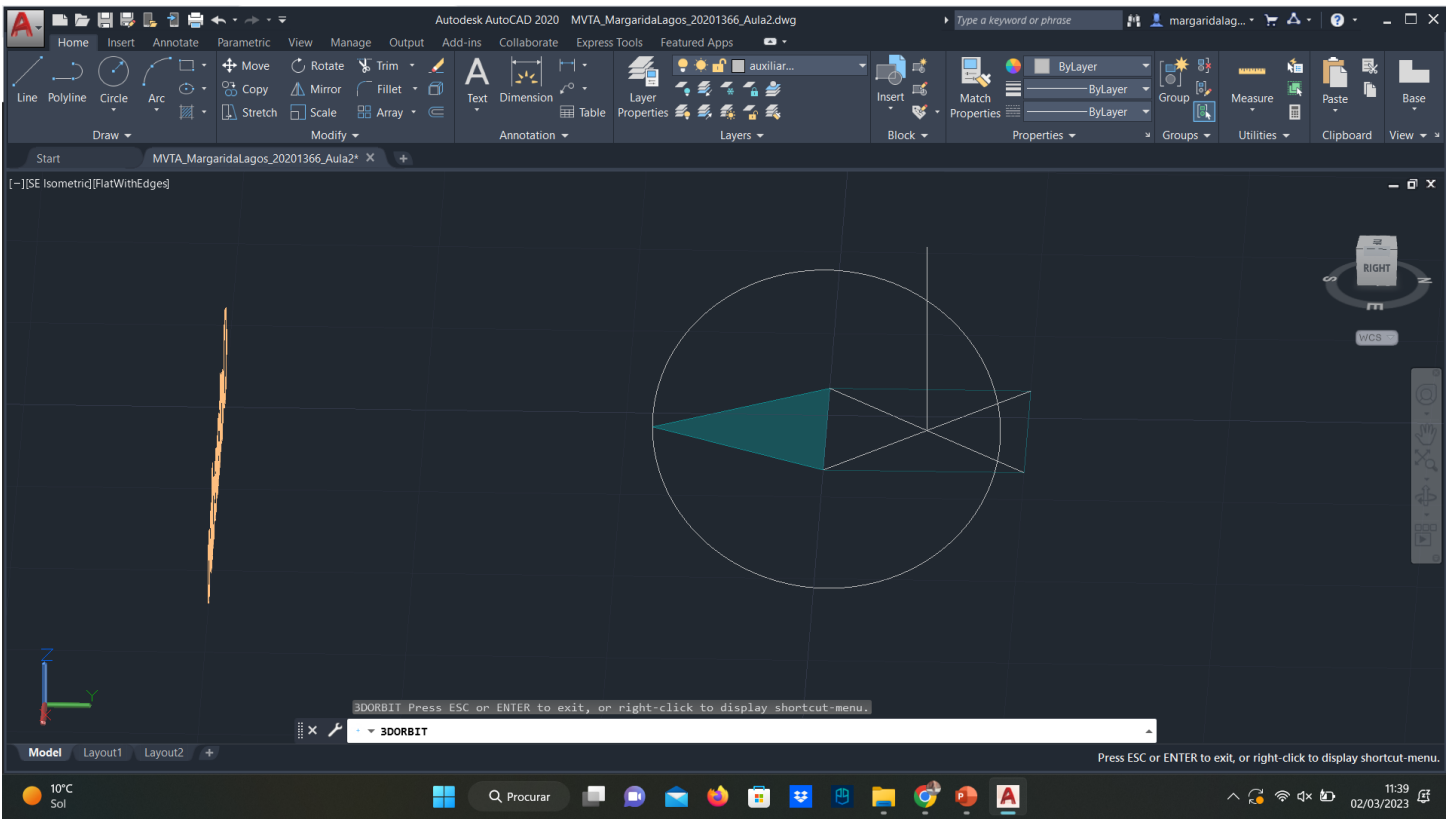 Autodesk AutoCAD 2020 MVTA_MargaridaLagos_20201366_Aula2.dwg
Type a keyword or phrase
margaridalag...
Home Insert Annotate Parametric View Manage Output Add-ins Collaborate Express Tools Featured Apps
Move Rotate Trim
auxiliar...
ByLayer
Copy Mirror Fillet
ByLayer
Line Polyline Circle Arc
Text Dimension
Layer Properties
Insert
Match Properties
Group
Measure
Paste
Base
Stretch Scale Array
Table
ByLayer
Draw Modify Annotation Layers Block Properties Groups Utilities Clipboard View
Start MVTA_MargaridaLagos_20201366_Aula2*
[−][SE Isometric][FlatWithEdges]
RIGHT
S
N
E
WCS
Z
Y
X
3DORBIT Press ESC or ENTER to exit, or right-click to display shortcut-menu.
3DORBIT
Model Layout1 Layout2 +
Press ESC or ENTER to exit, or right-click to display shortcut-menu.
10°C
Sol
Procurar
11:39
02/03/2023